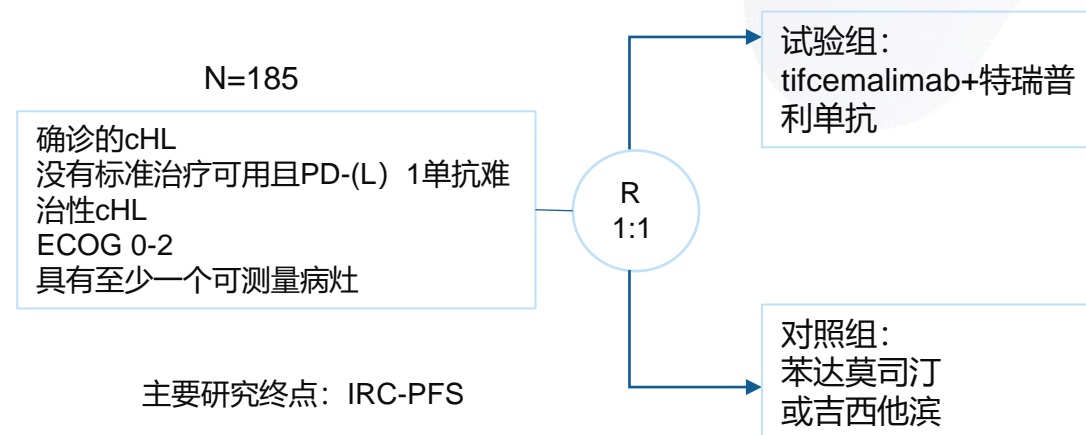 N=185
确诊的cHL
没有标准治疗可用且PD-(L）1单抗难
治性cHL
ECOG 0-2
具有至少一个可测量病灶
主要研究终点：IRC-PFS
R
1:1
试验组：
tifcemalimab+特瑞普
利单抗
对照组：
苯达莫司汀
或吉西他滨